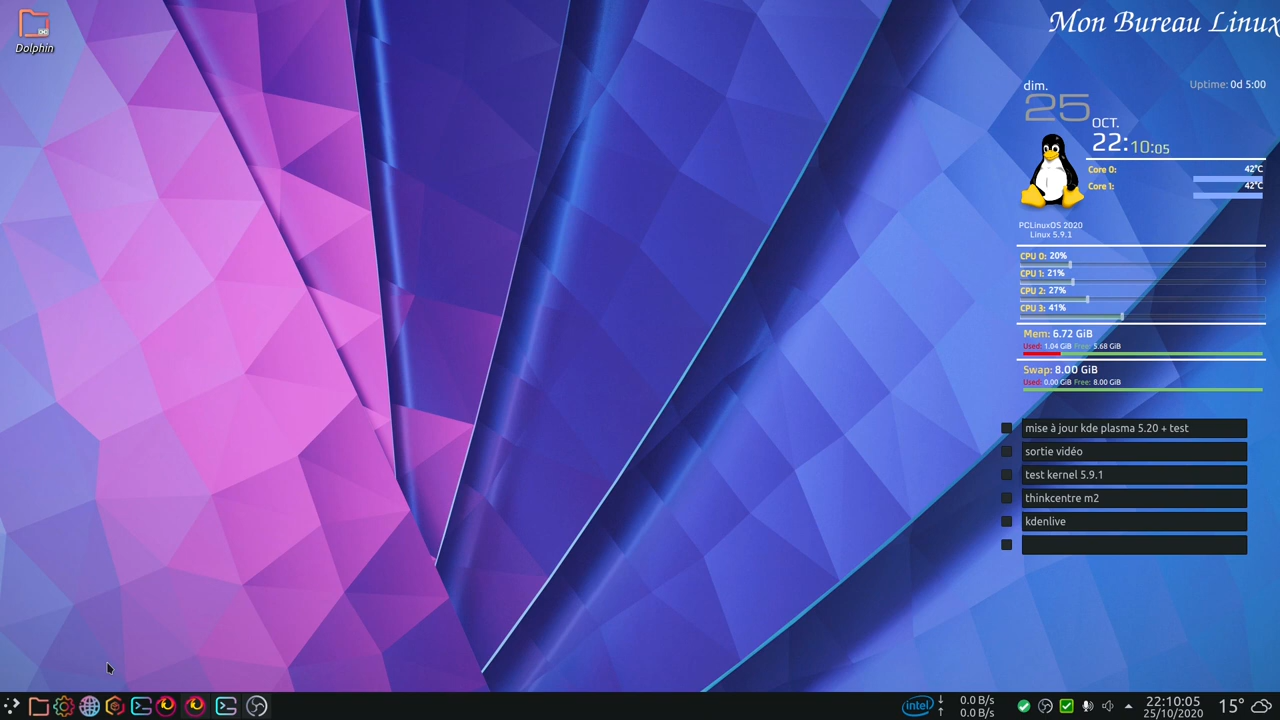 Dolphin
Mon Bureau Linux
dim.
Uptime: 0d 5:00
25
OCT.
22:10:05
Core 0: 42°C
Core 1: 42°C
PCLinuxOS 2020
Linux 5.9.1
CPU 0: 20%
CPU 1: 21%
CPU 2: 27%
CPU 3: 41%
Mem: 6.72 GiB
Used: 1.04 GiB Free: 5.68 GiB
Swap: 8.00 GiB
Used: 0.00 GiB Free: 8.00 GiB
mise à jour kde plasma 5.20 + test
sortie vidéo
test kernel 5.9.1
thinkcentre m2
kdenlive
intel
0.0 B/s
0.0 B/s
22:10:05
25/10/2020
15°